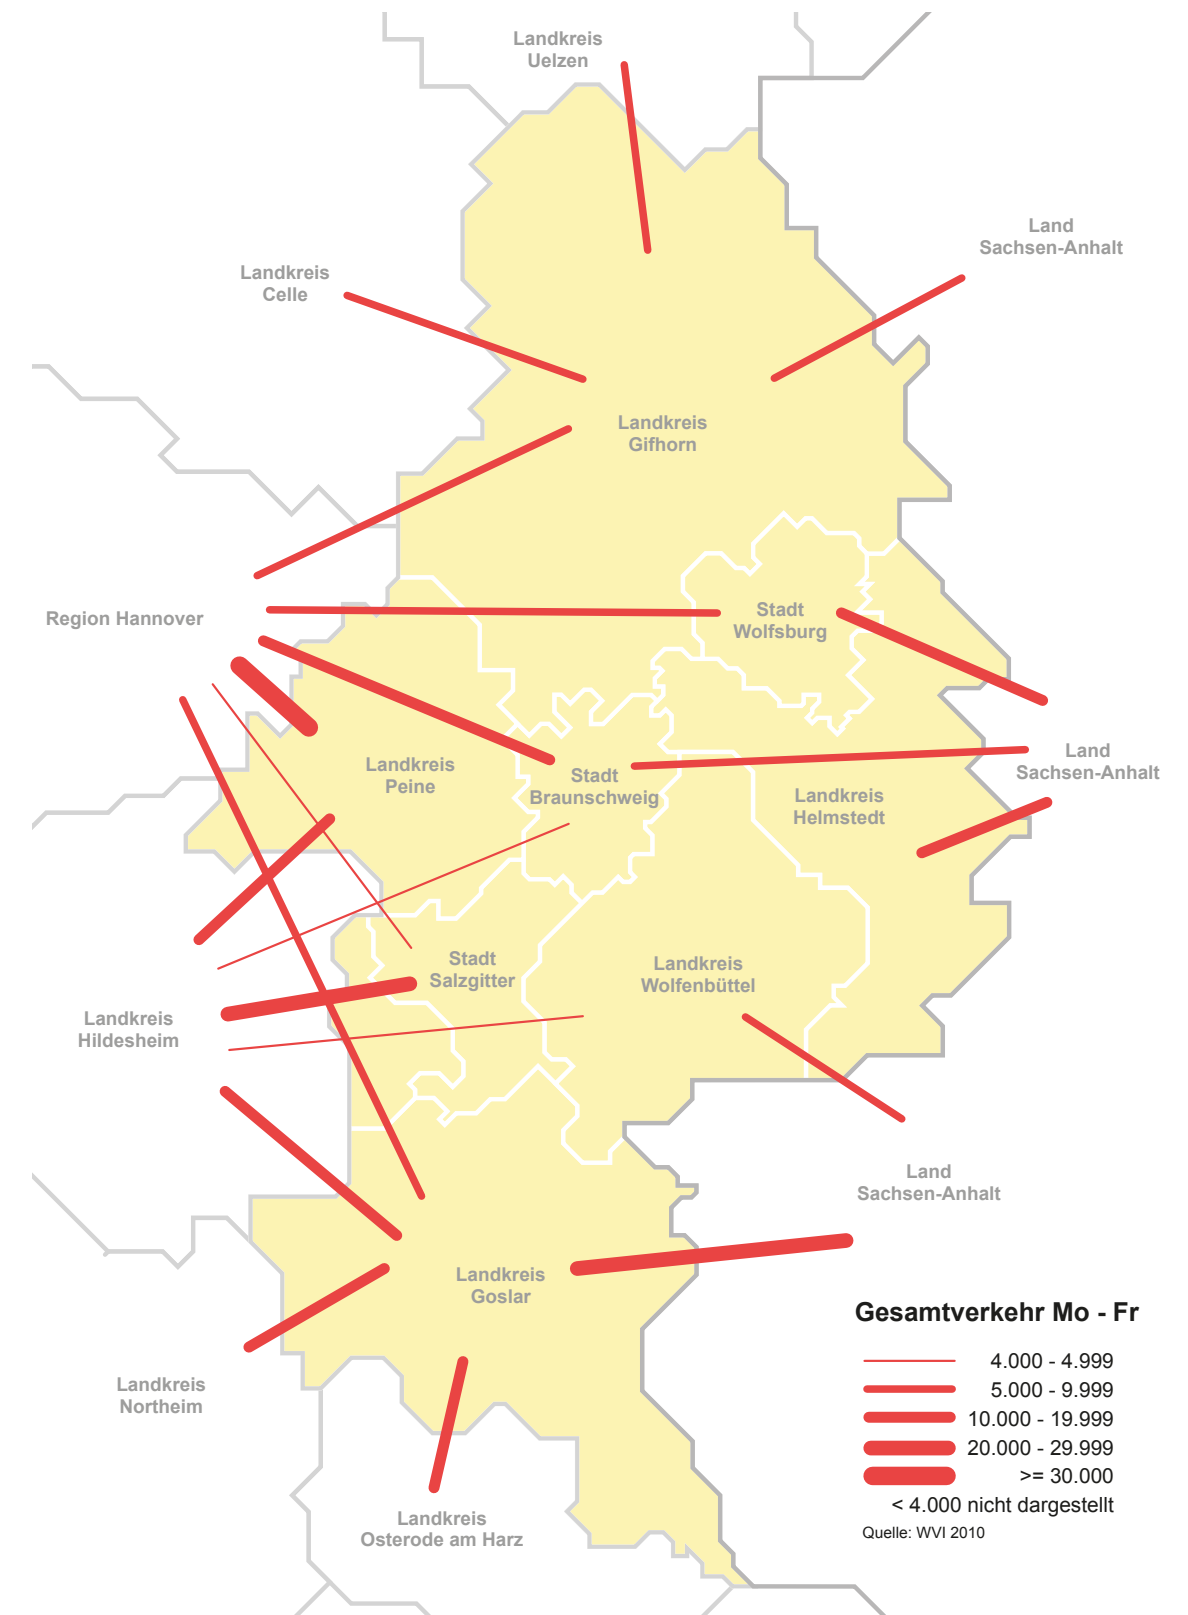 Landkreis
Uelzen
Land
Sachsen-Anhalt
Landkreis
Celle
Landkreis
Gifhorn
Region Hannover
Stadt
Wolfsburg
Landkreis
Peine
Stadt
Braunschweig
Landkreis
Helmstedt
Land
Sachsen-Anhalt
Stadt
Salzgitter
Landkreis
Wolfenbüttel
Landkreis
Hildesheim
Land
Sachsen-Anhalt
Landkreis
Goslar
Landkreis
Northeim
Landkreis
Osterode am Harz
Gesamtverkehr Mo - Fr
4.000 - 4.999
5.000 - 9.999
10.000 - 19.999
20.000 - 29.999
>= 30.000
< 4.000 nicht dargestellt
Quelle: WVI 2010